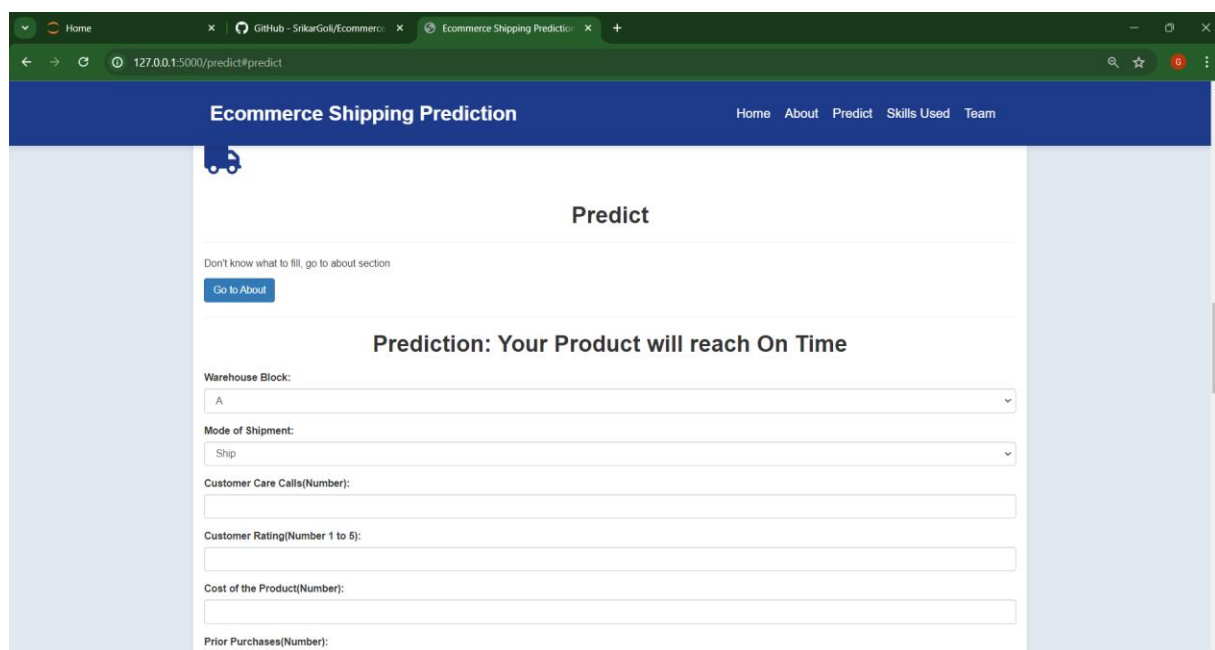 Home
GitHub - SrikarGoli/Ecommerce
Ecommerce Shipping Prediction
127.0.0.1:5000/predict#predict
G
Ecommerce Shipping Prediction
Home About Predict Skills Used Team
Predict
Don't know what to fill, go to about section
Go to About
Prediction: Your Product will reach On Time
Warehouse Block:
A
Mode of Shipment:
Ship
Customer Care Calls(Number):
Customer Rating(Number 1 to 5):
Cost of the Product(Number):
Prior Purchases(Number):